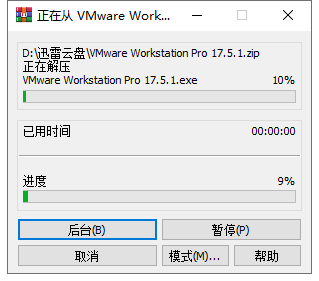 正在从 VMware Work...
D:\迅雷云盘\VMware Workstation Pro 17.5.1.zip
正在解压
VMware Workstation Pro 17.5.1.exe 10%
已用时间 00:00:00
进度 9%
后台(B) 暂停(P)
取消 模式(M)... 帮助